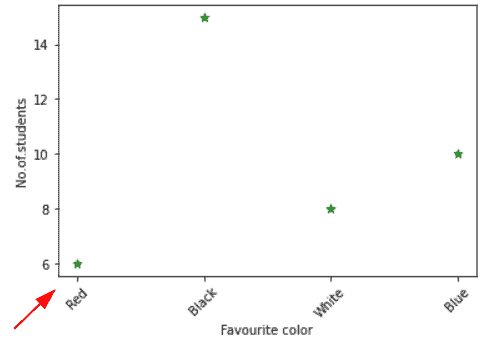 14
12
10
8
6
No.of.students
Red
Black
White
Blue
Favourite color